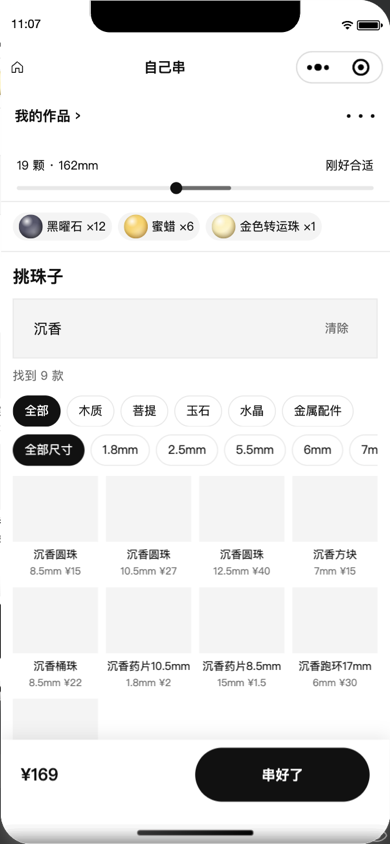 11:07
自己串
我的作品 >
19 颗 · 162mm 刚好合适
黑曜石 ×12 蜜蜡 ×6 金色转运珠 ×1
挑珠子
沉香 清除
找到 9 款
全部 木质 菩提 玉石 水晶 金属配件
全部尺寸 1.8mm 2.5mm 5.5mm 6mm 7m
沉香圆珠 沉香圆珠 沉香圆珠 沉香方块
8.5mm ¥15 10.5mm ¥27 12.5mm ¥40 7mm ¥15
沉香桶珠 沉香药片10.5mm 沉香药片8.5mm 沉香跑环17mm
8.5mm ¥22 1.8mm ¥2 15mm ¥1.5 6mm ¥30
¥169 串好了